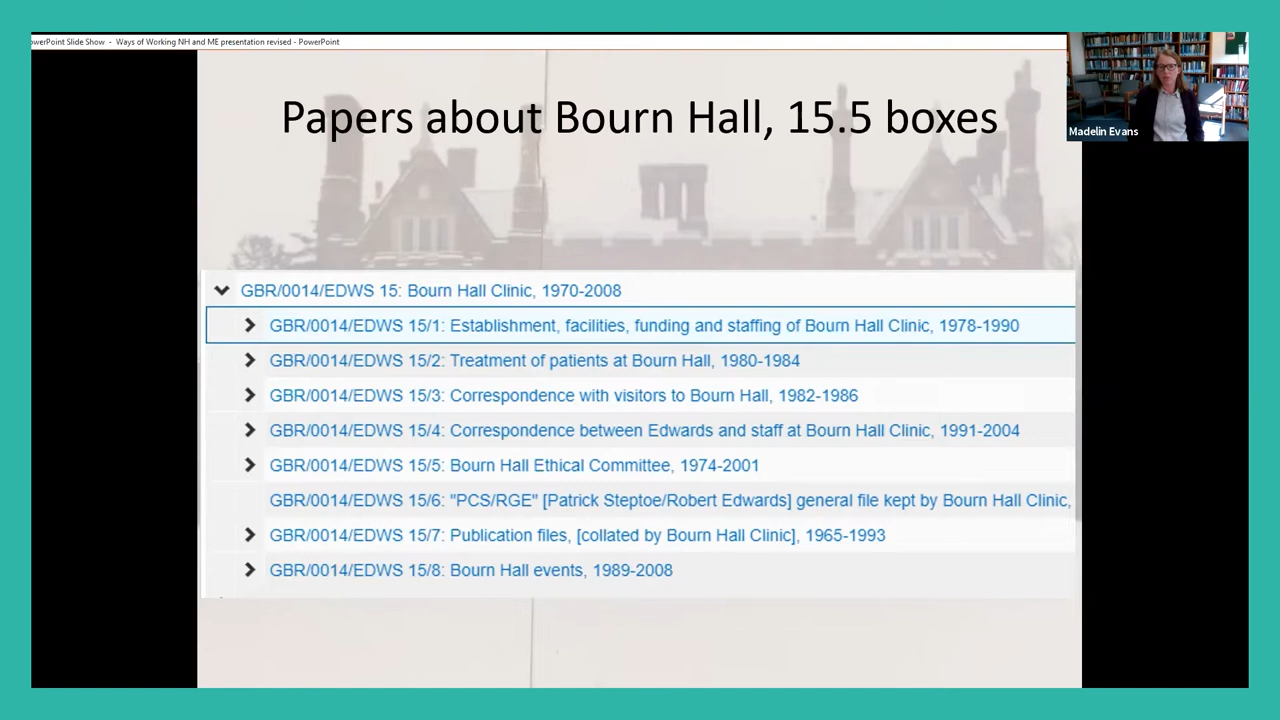 owerPoint Slide Show - Ways of Working NH and ME presentation revised - PowerPoint
Papers about Bourn Hall, 15.5 boxes
Madelin Evans
GBR/0014/EDWS 15: Bourn Hall Clinic, 1970-2008
GBR/0014/EDWS 15/1: Establishment, facilities, funding and staffing of Bourn Hall Clinic, 1978-1990
GBR/0014/EDWS 15/2: Treatment of patients at Bourn Hall, 1980-1984
GBR/0014/EDWS 15/3: Correspondence with visitors to Bourn Hall, 1982-1986
GBR/0014/EDWS 15/4: Correspondence between Edwards and staff at Bourn Hall Clinic, 1991-2004
GBR/0014/EDWS 15/5: Bourn Hall Ethical Committee, 1974-2001
GBR/0014/EDWS 15/6: "PCS/RGE" [Patrick Steptoe/Robert Edwards] general file kept by Bourn Hall Clinic,
GBR/0014/EDWS 15/7: Publication files, [collated by Bourn Hall Clinic], 1965-1993
GBR/0014/EDWS 15/8: Bourn Hall events, 1989-2008